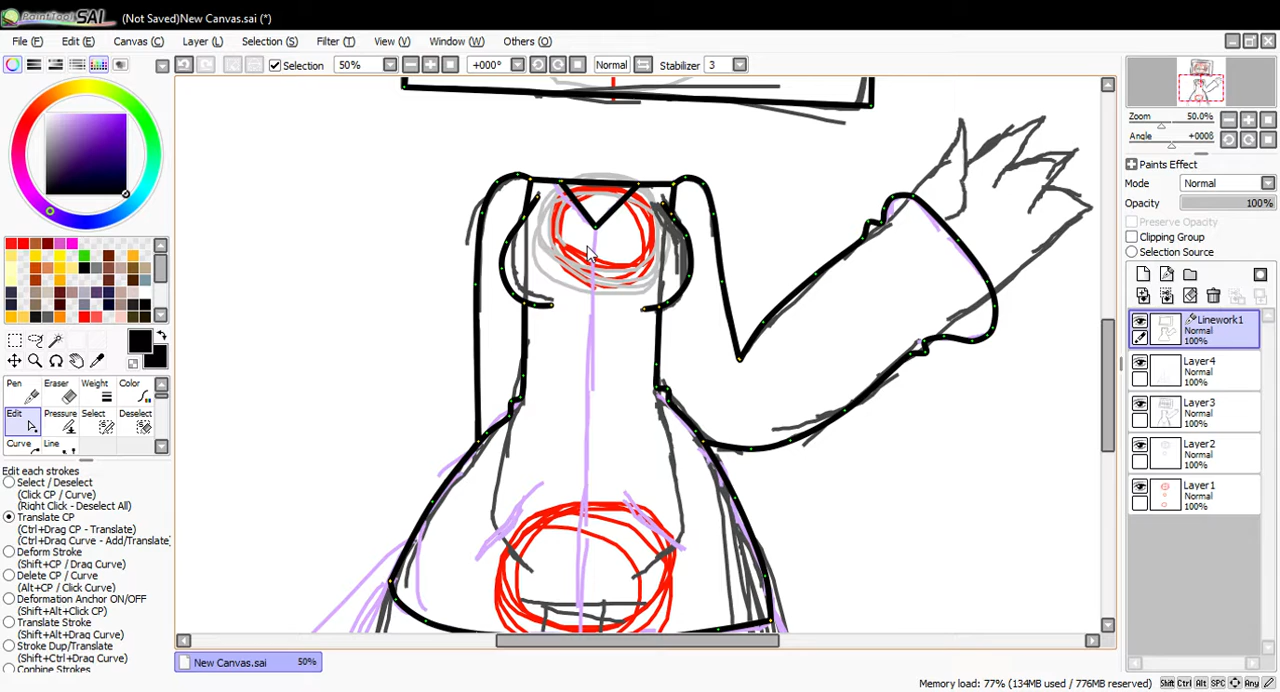 PaintTool SAI (Not Saved)New Canvas.sai (*)
File (F) Edit (E) Canvas (C) Layer (L) Selection (S) Filter (T) View (V) Window (W) Others (O)
Selection 50% +000° Normal Stabilizer 3
Zoom 50.0%
Angle +000ß
Paints Effect
Mode Normal
Opacity 100%
Preserve Opacity
Clipping Group
Selection Source
Linework1
Normal
100%
Layer4
Normal
100%
Layer3
Normal
100%
Layer2
Normal
100%
Layer1
Normal
100%
Pen Eraser Weight Color
Edit Pressure Select Deselect
Curve Line
Edit each strokes
Select / Deselect
(Click CP / Curve)
(Right Click - Deselect All)
Translate CP
(Ctrl+Drag CP - Translate)
(Ctrl+Drag Curve - Add/Translate)
Deform Stroke
(Shift+CP / Drag Curve)
Delete CP / Curve
(Alt+CP / Click Curve)
Deformation Anchor ON/OFF
(Shift+Alt+Click CP)
Translate Stroke
(Shift+Alt+Drag Curve)
Stroke Dup/Translate
(Shift+Ctrl+Drag Curve)
Combine Strokes
New Canvas.sai 50%
Memory load: 77% (134MB used / 776MB reserved) Shift Ctrl Alt SPC Any